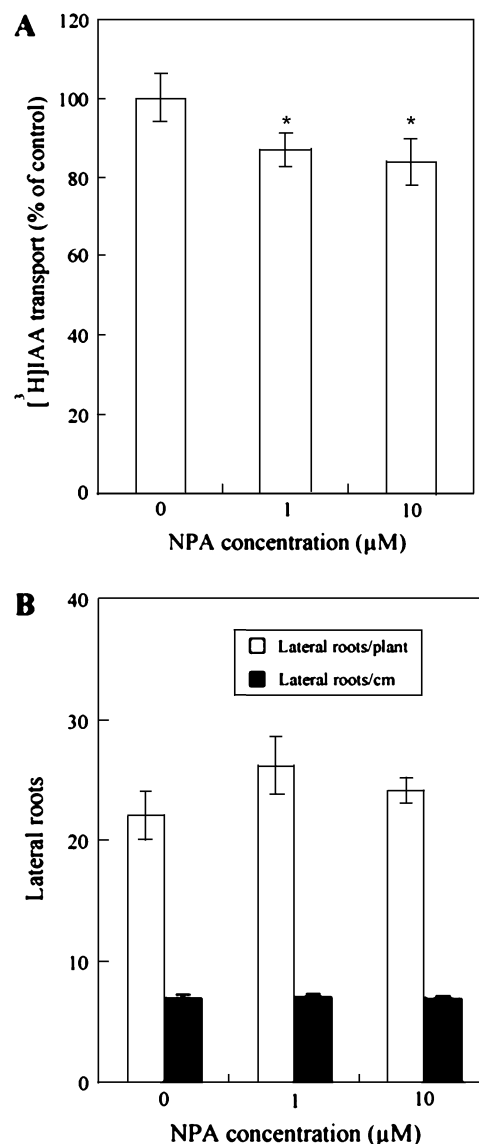 A
[³H]IAA transport (% of control)
120
100
80
60
40
20
0
* *
0 1 10
NPA concentration (µM)
B
Lateral roots
40
30
20
10
0
Lateral roots/plant
Lateral roots/cm
0 1 10
NPA concentration (µM)